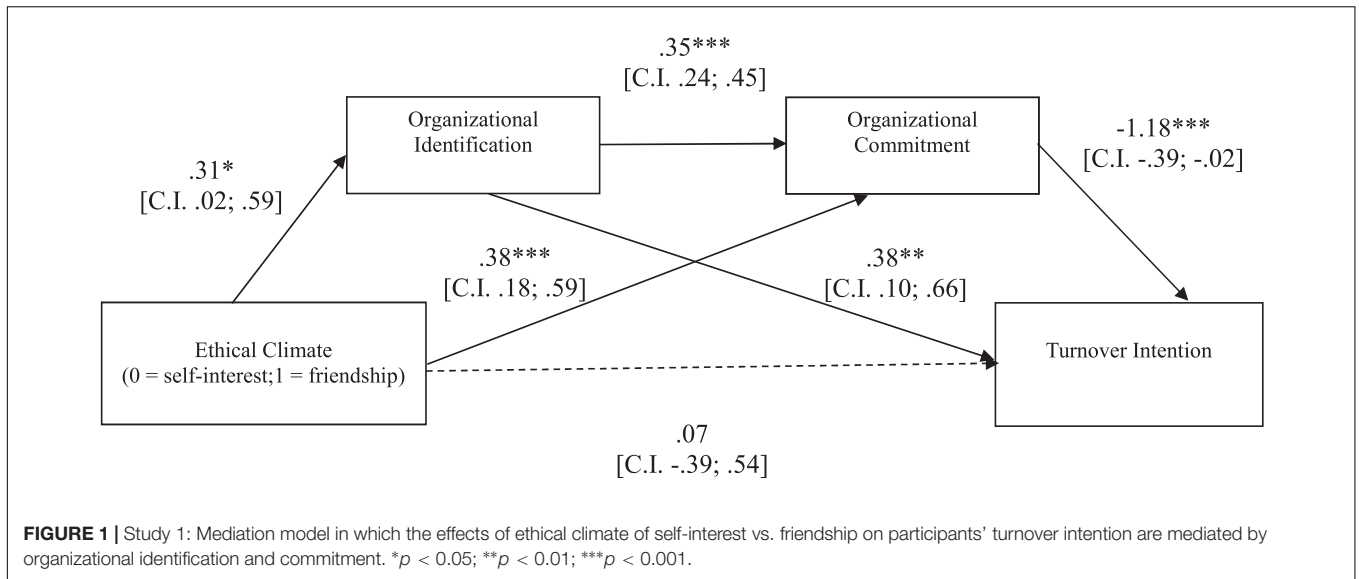 .35***
[C.I. .24; .45]
Organizational
Identification
Organizational
Commitment
-1.18***
[C.I. -.39; -.02]
.31*
[C.I. .02; .59]
.38***
[C.I. .18; .59]
.38**
[C.I. .10; .66]
Ethical Climate
(0 = self-interest;1 = friendship)
Turnover Intention
.07
[C.I. -.39; .54]
FIGURE 1 | Study 1: Mediation model in which the effects of ethical climate of self-interest vs. friendship on participants’ turnover intention are mediated by
organizational identification and commitment. *p < 0.05; **p < 0.01; ***p < 0.001.